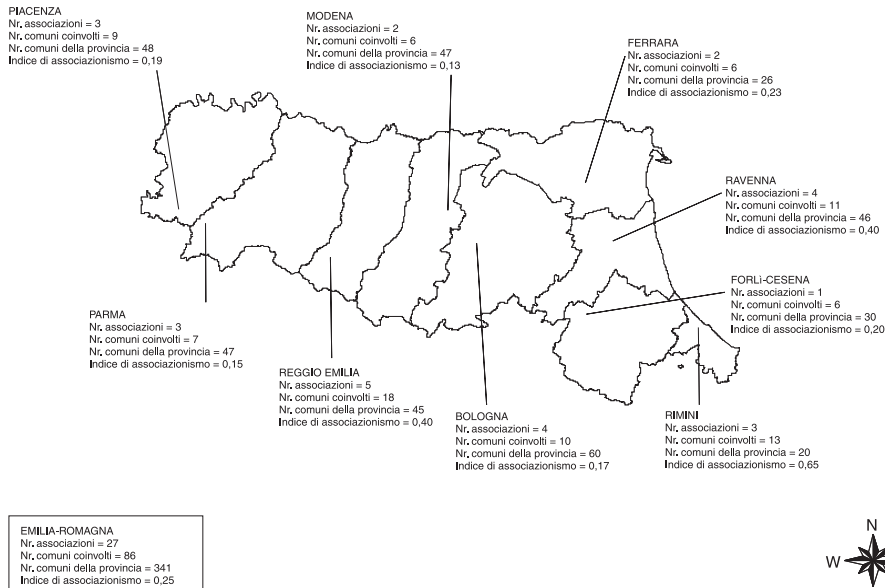 PIACENZA
Nr. associazioni = 3
Nr. comuni coinvolti = 9
Nr. comuni della provincia = 48
Indice di associazionismo = 0,19
MODENA
Nr. associazioni = 2
Nr. comuni coinvolti = 6
Nr. comuni della provincia = 47
Indice di associazionismo = 0,13
FERRARA
Nr. associazioni = 2
Nr. comuni coinvolti = 6
Nr. comuni della provincia = 26
Indice di associazionismo = 0,23
RAVENNA
Nr. associazioni = 4
Nr. comuni coinvolti = 11
Nr. comuni della provincia = 46
Indice di associazionismo = 0,40
FORLì-CESENA
Nr. associazioni = 1
Nr. comuni coinvolti = 6
Nr. comuni della provincia = 30
Indice di associazionismo = 0,20
PARMA
Nr. associazioni = 3
Nr. comuni coinvolti = 7
Nr. comuni della provincia = 47
Indice di associazionismo = 0,15
REGGIO EMILIA
Nr. associazioni = 5
Nr. comuni coinvolti = 18
Nr. comuni della provincia = 45
Indice di associazionismo = 0,40
BOLOGNA
Nr. associazioni = 4
Nr. comuni coinvolti = 10
Nr. comuni della provincia = 60
Indice di associazionismo = 0,17
RIMINI
Nr. associazioni = 3
Nr. comuni coinvolti = 13
Nr. comuni della provincia = 20
Indice di associazionismo = 0,65
EMILIA-ROMAGNA
Nr. associazioni = 27
Nr. comuni coinvolti = 86
Nr. comuni della provincia = 341
Indice di associazionismo = 0,25
N
W